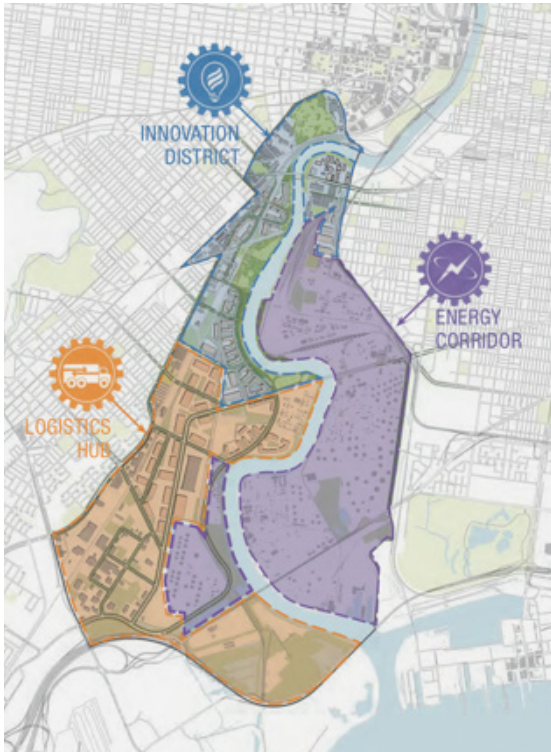 INNOVATION
DISTRICT
ENERGY
CORRIDOR
LOGISTICS
HUB